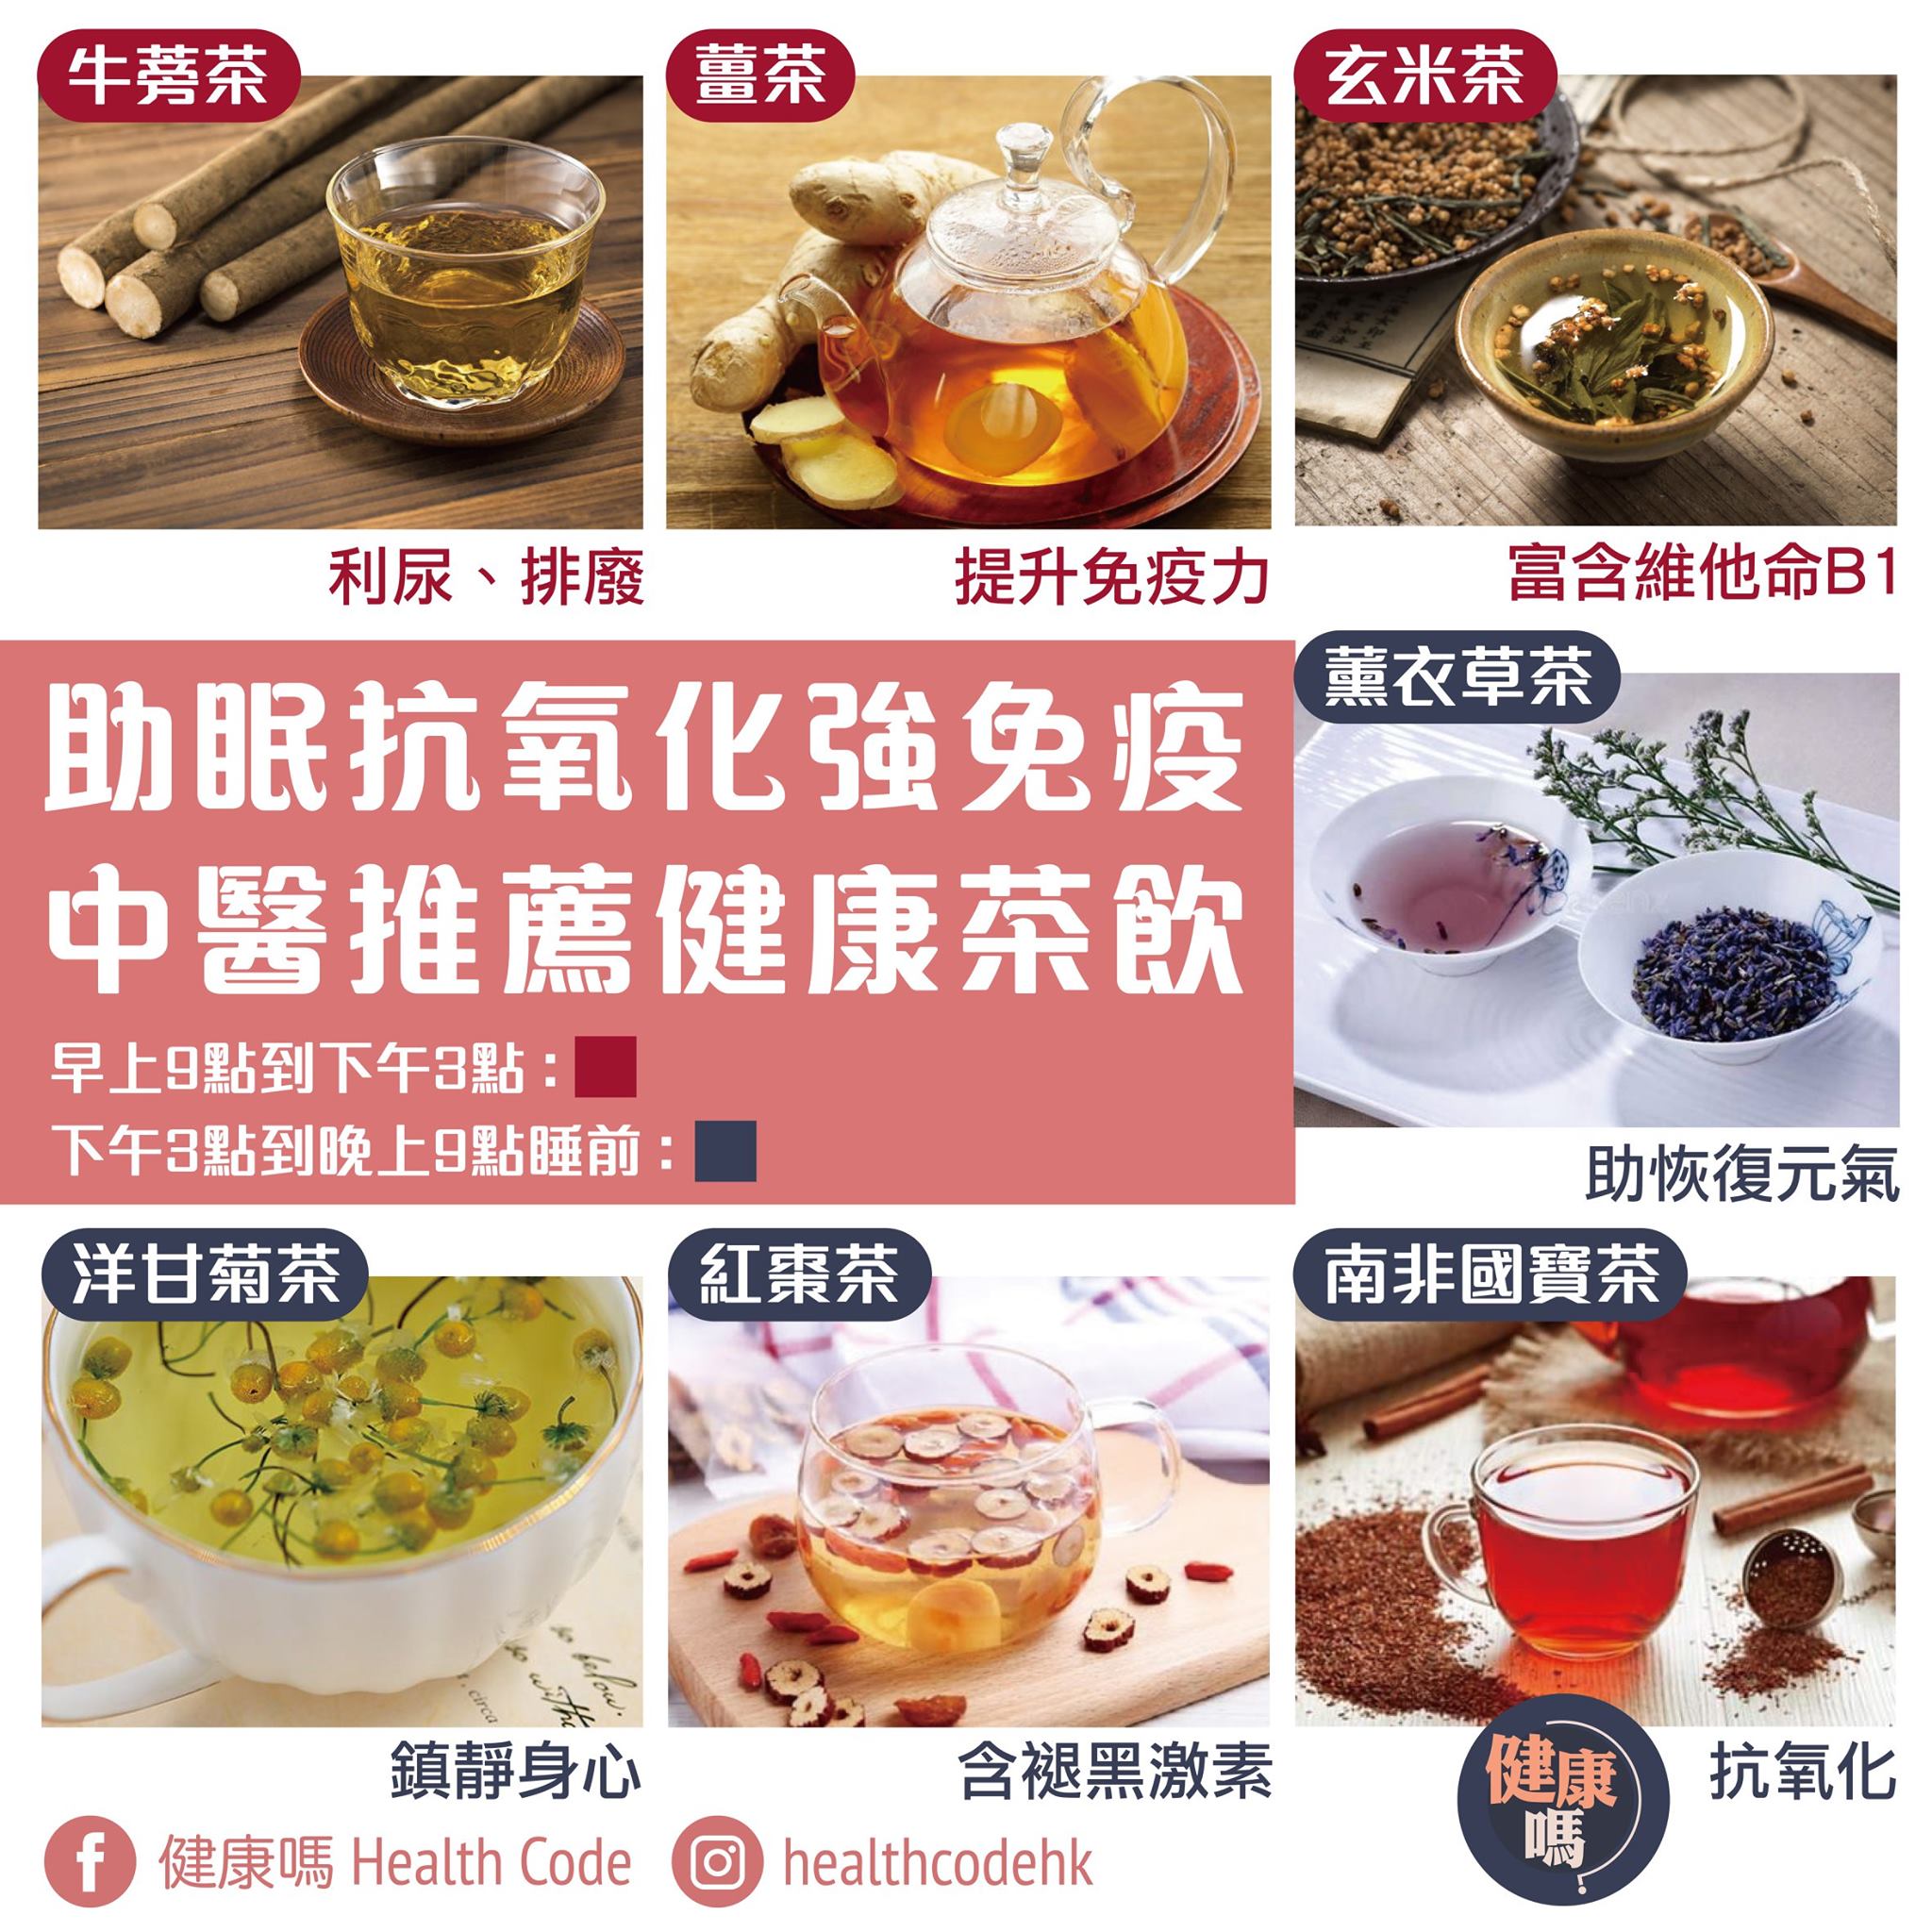 牛蒡茶
薑茶
玄米茶
利尿、排廢
提升免疫力
富含維他命B1
助眠抗氧化強免疫
中醫推薦健康茶飲
早上9點到下午3點：
下午3點到晚上9點睡前：
薰衣草茶
助恢復元氣
洋甘菊茶
紅棗茶
南非國寶茶
鎮靜身心
含褪黑激素
抗氧化
健康嗎 Health Code
healthcodehk
健康
嗎?